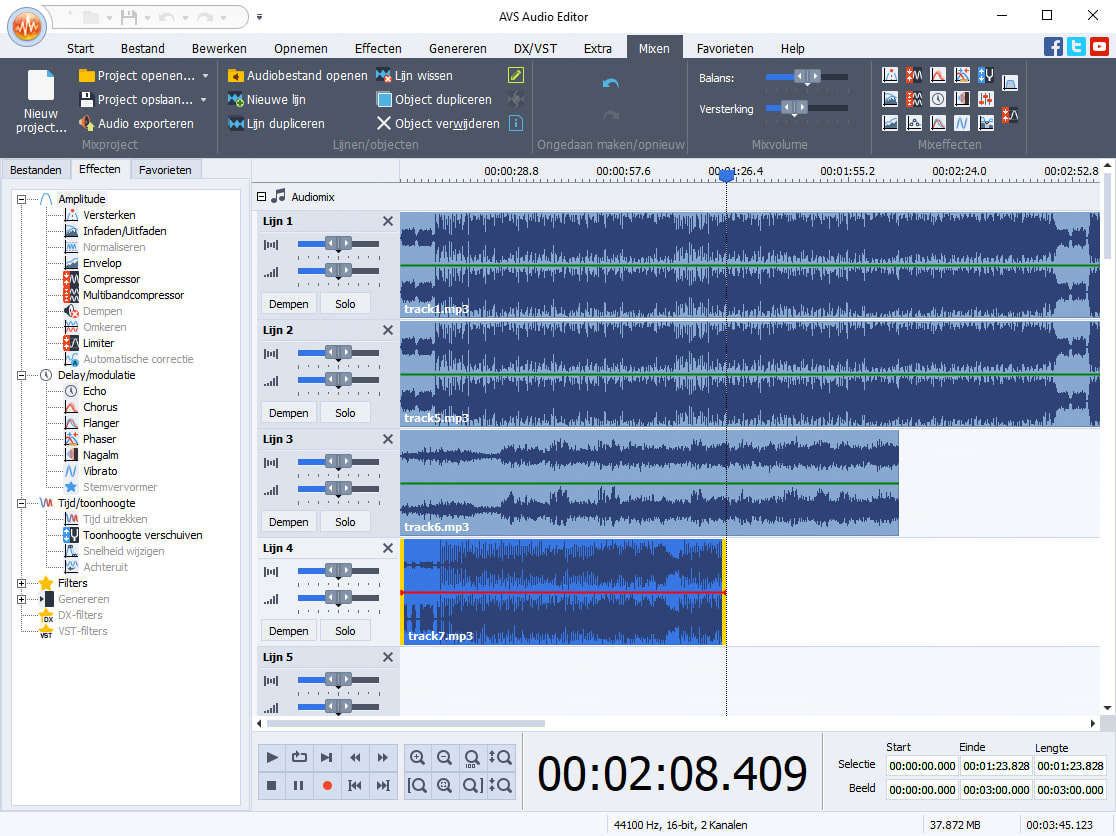 AVS Audio Editor
Start Bestand Bewerken Opnemen Effecten Genereren DX/VST Extra Mixen Favorieten Help
Nieuw project...
Project openen...
Project opslaan...
Audio exporteren
Mixproject
Audiobestand openen
Nieuwe lijn
Lijn dupliceren
Lijn wissen
Object dupliceren
Object verwijderen
Lijnen/objecten
Ongedaan maken/opnieuw
Balans:
Versterking
Mixvolume
Mixeffecten
Bestanden Effecten Favorieten
Amplitude
Versterken
Infaden/Uitfaden
Normaliseren
Envelop
Compressor
Multibandcompressor
Dempen
Omkeren
Limiter
Automatische correctie
Delay/modulatie
Echo
Chorus
Flanger
Phaser
Nagalm
Vibrato
Stemvervormer
Tijd/toonhoogte
Tijd uitrekken
Toonhoogte verschuiven
Snelheid wijzigen
Achteruit
Filters
Genereren
DX-filters
VST-filters
00:00:28.8 00:00:57.6 00:01:26.4 00:01:55.2 00:02:24.0 00:02:52.8
Audiomix
Lijn 1
Dempen Solo
track1.mp3
Lijn 2
Dempen Solo
track5.mp3
Lijn 3
Dempen Solo
track6.mp3
Lijn 4
Dempen Solo
track7.mp3
Lijn 5
00:02:08.409
Start Einde Lengte
Selectie 00:00:00.000 00:01:23.828 00:01:23.828
Beeld 00:00:00.000 00:03:00.000 00:03:00.000
44100 Hz, 16-bit, 2 Kanalen 37.872 MB 00:03:45.123